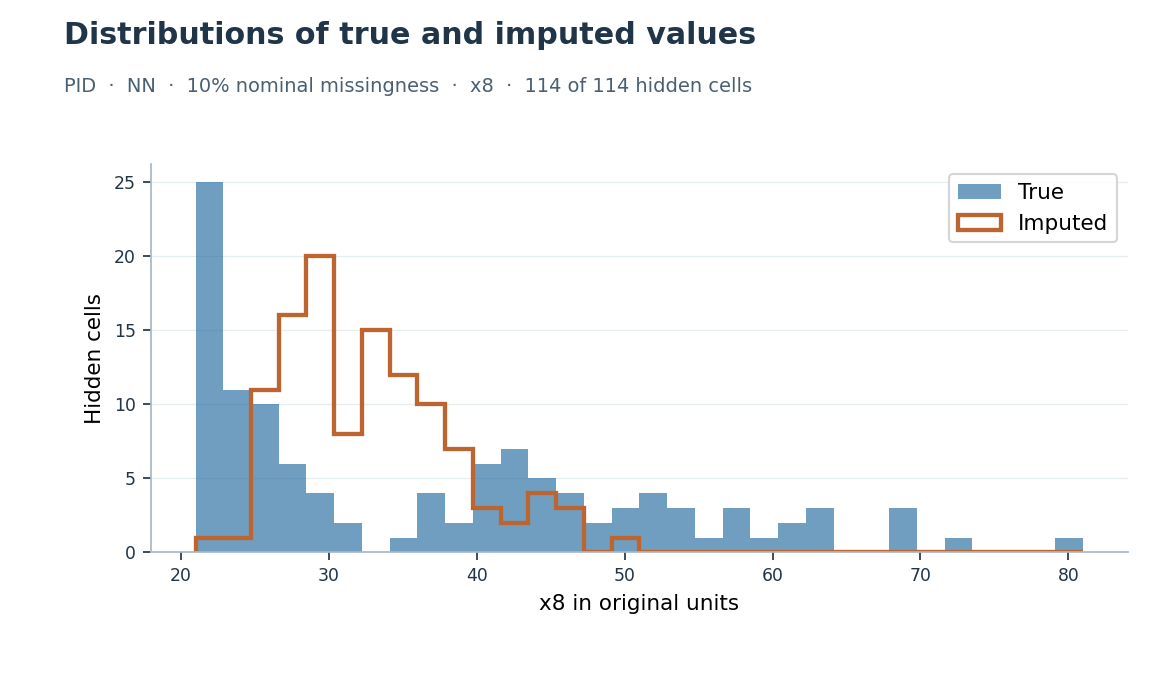 Distributions of true and imputed values
PID · NN · 10% nominal missingness · x8 · 114 of 114 hidden cells
True
Imputed
Hidden cells
25
20
15
10
5
0
20 30 40 50 60 70 80
x8 in original units